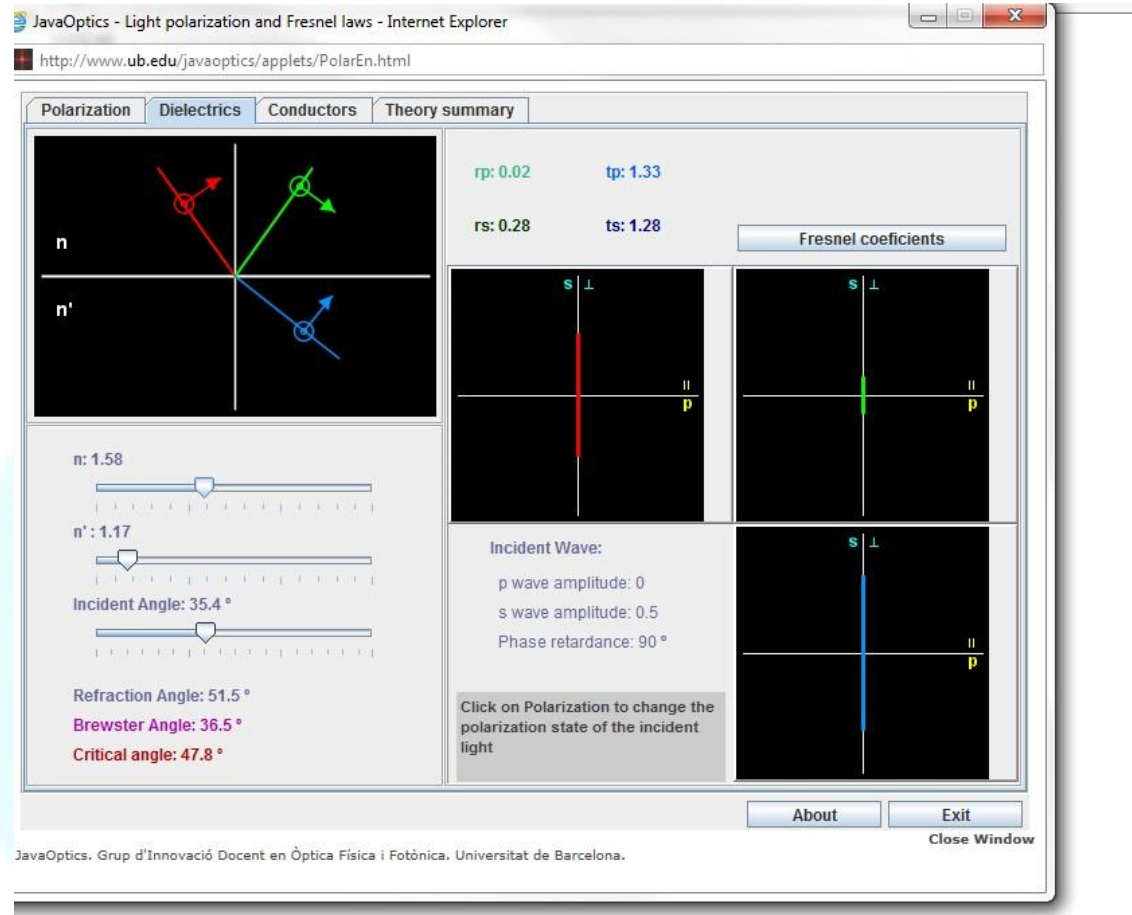 JavaOptics - Light polarization and Fresnel laws - Internet Explorer
http://www.ub.edu/javaoptics/applets/PolarEn.html
Polarization Dielectrics Conductors Theory summary
n
n'
rp: 0.02 tp: 1.33
rs: 0.28 ts: 1.28
Fresnel coeficients
s ⊥
II
p
s ⊥
II
p
n: 1.58
n' : 1.17
Incident Angle: 35.4 º
Refraction Angle: 51.5 º
Brewster Angle: 36.5 º
Critical angle: 47.8 º
Incident Wave:
p wave amplitude: 0
s wave amplitude: 0.5
Phase retardance: 90 º
Click on Polarization to change the
polarization state of the incident
light
s ⊥
II
p
About Exit
Close Window
JavaOptics. Grup d'Innovació Docent en Òptica Física i Fotònica. Universitat de Barcelona.